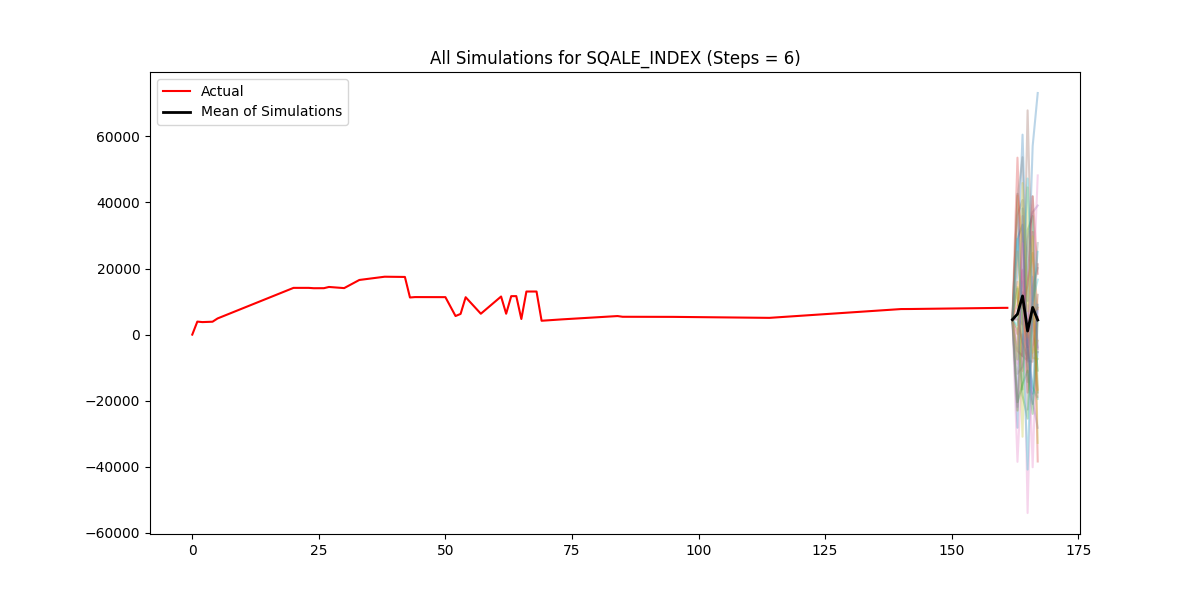 All Simulations for SQALE_INDEX (Steps = 6)
Actual
Mean of Simulations
60000
40000
20000
0
−20000
−40000
−60000
0 25 50 75 100 125 150 175